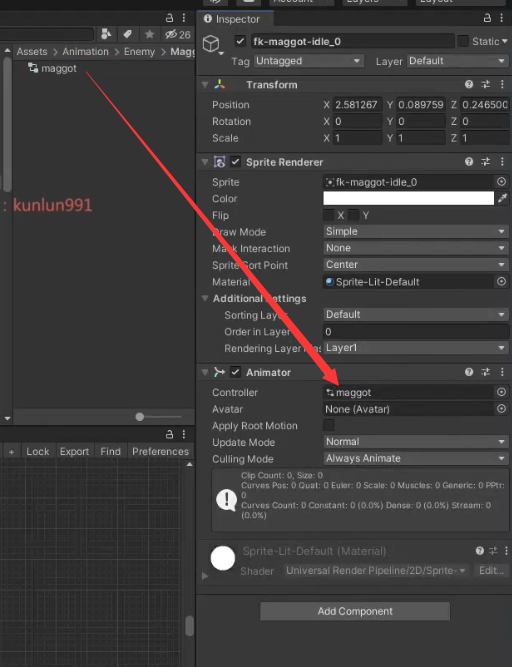 Inspector
26
Assets > Animation > Enemy > Magg
maggot
: kunlun991
fk-maggot-idle_0
Static
Tag Untagged Layer Default
Transform
Position X 2.581267 Y 0.089759 Z 0.246500
Rotation X 0 Y 0 Z 0
Scale X 1 Y 1 Z 1
Sprite Renderer
Sprite fk-maggot-idle_0
Color
Flip X Y
Draw Mode Simple
Mask Interaction None
Sprite Sort Point Center
Material Sprite-Lit-Default
Additional Settings
Sorting Layer Default
Order in Layer 0
Rendering Layer Layer1
Animator
Controller maggot
Avatar None (Avatar)
Apply Root Motion
Update Mode Normal
Culling Mode Always Animate
Clip Count: 0, Size: 0
Curves Pos: 0 Quat: 0 Euler: 0 Scale: 0 Muscles: 0 Generic: 0 PPtr:
0
Curves Count: 0 Constant: 0 (0.0%) Dense: 0 (0.0%) Stream: 0
(0.0%)
+ Lock Export Find Preferences
Sprite-Lit-Default (Material)
Shader Universal Render Pipeline/2D/Sprite- Edit...
Add Component